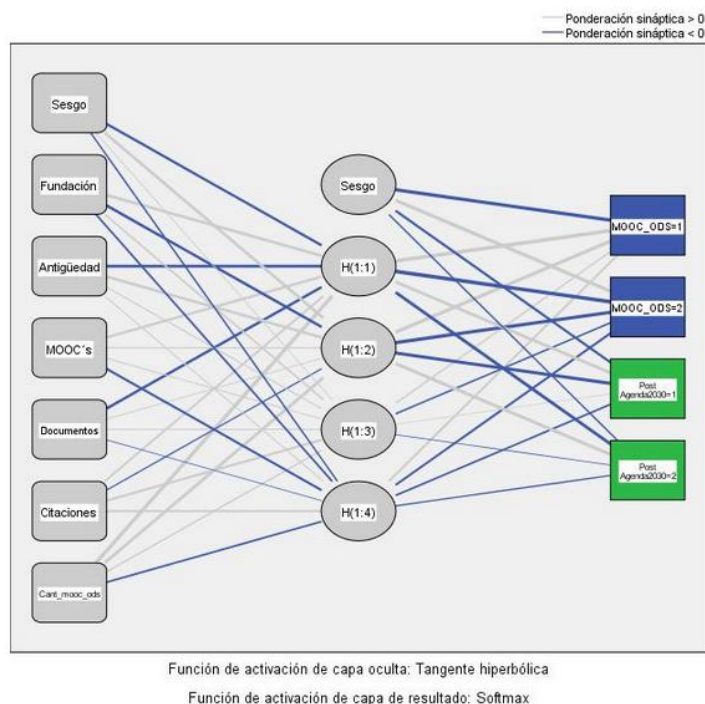 Ponderación sináptica > 0
Ponderación sináptica < 0
Sesgo
Fundación
Antigüedad
MOOC´s
Documentos
Citaciones
Cant_mooc_ods
Sesgo
H(1:1)
H(1:2)
H(1:3)
H(1:4)
MOOC_ODS=1
MOOC_ODS=2
Post
Agenda2030=1
Post
Agenda2030=2
Función de activación de capa oculta: Tangente hiperbólica
Función de activación de capa de resultado: Softmax